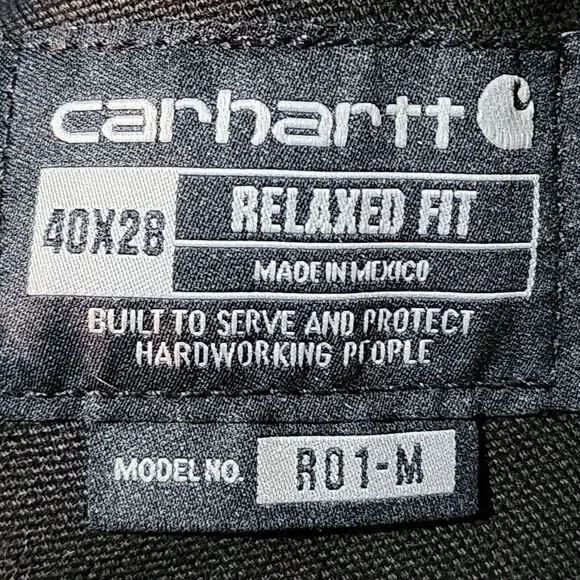 carhartt
40X28
RELAXED FIT
MADE IN MEXICO
BUILT TO SERVE AND PROTECT
HARDWORKING PEOPLE
MODEL NO. R01-M